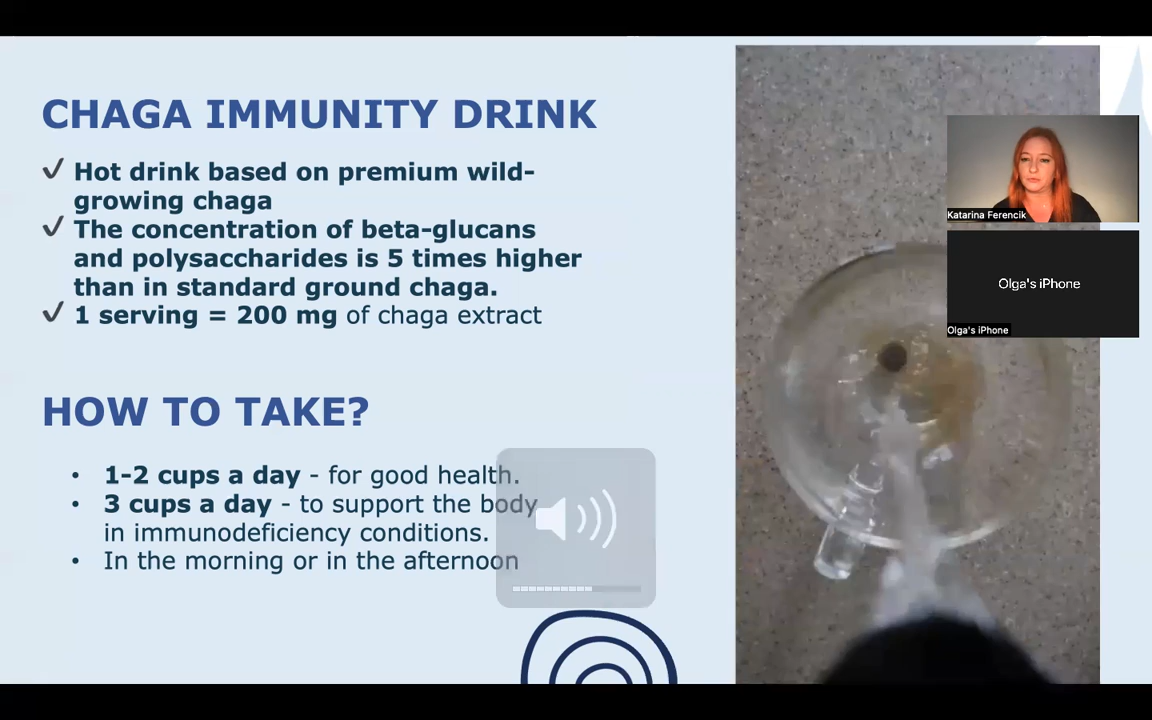 CHAGA IMMUNITY DRINK
✓ Hot drink based on premium wild-
growing chaga
✓ The concentration of beta-glucans
and polysaccharides is 5 times higher
than in standard ground chaga.
✓ 1 serving = 200 mg of chaga extract
HOW TO TAKE?
• 1-2 cups a day - for good health.
• 3 cups a day - to support the body
in immunodeficiency conditions.
• In the morning or in the afternoon
Katarina Ferencik
Olga's iPhone
Olga's iPhone